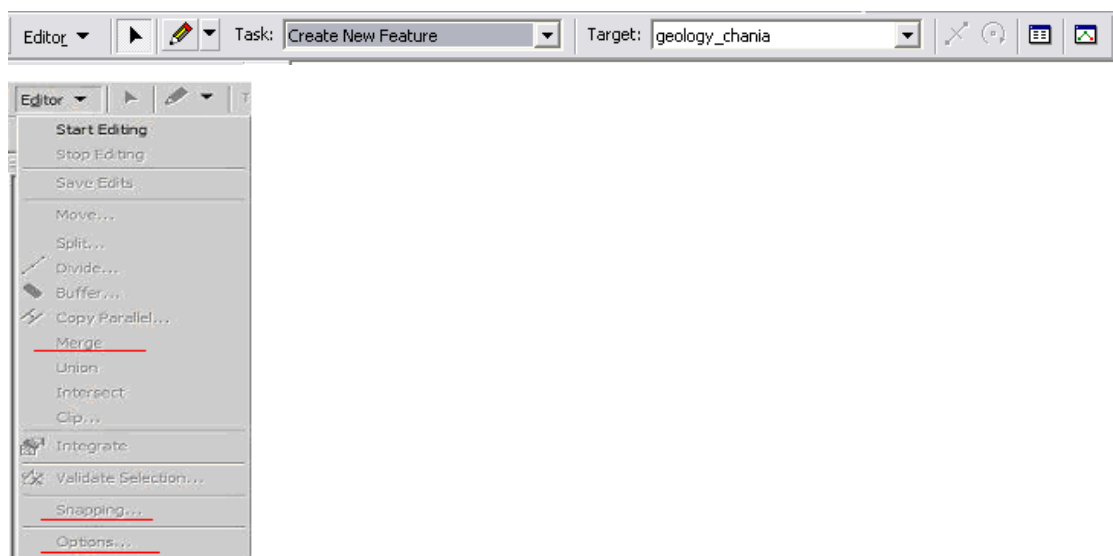 Editor Task: Create New Feature Target: geology_chania
Editor
Start Editing
Stop Editing
Save Edits
Move...
Split...
Divide...
Buffer...
Copy Parallel...
Merge
Union
Intersect
Clip...
Integrate
Validate Selection...
Snapping...
Options...